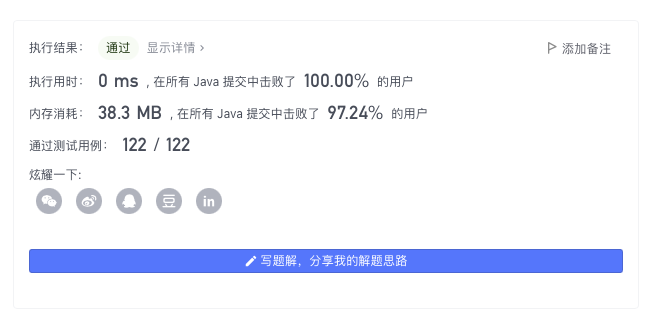 执行结果： 通过 显示详情 › 添加备注
执行用时： 0 ms , 在所有 Java 提交中击败了 100.00% 的用户
内存消耗： 38.3 MB , 在所有 Java 提交中击败了 97.24% 的用户
通过测试用例： 122 / 122
炫耀一下:
豆 in
写题解，分享我的解题思路